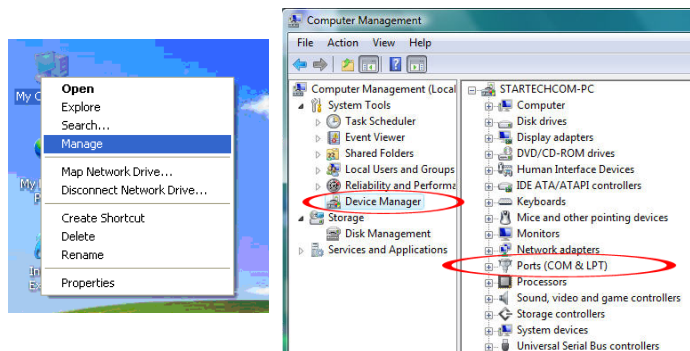 My C
Open
Explore
Search...
Manage
Map Network Drive...
Disconnect Network Drive...
Create Shortcut
Delete
Rename
Properties
Computer Management
File Action View Help
Computer Management (Local
System Tools
Task Scheduler
Event Viewer
Shared Folders
Local Users and Groups
Reliability and Performa
Device Manager
Storage
Disk Management
Services and Applications
STARTECHCOM-PC
Computer
Disk drives
Display adapters
DVD/CD-ROM drives
Human Interface Devices
IDE ATA/ATAPI controllers
Keyboards
Mice and other pointing devices
Monitors
Network adapters
Ports (COM & LPT)
Processors
Sound, video and game controllers
Storage controllers
System devices
Universal Serial Bus controllers